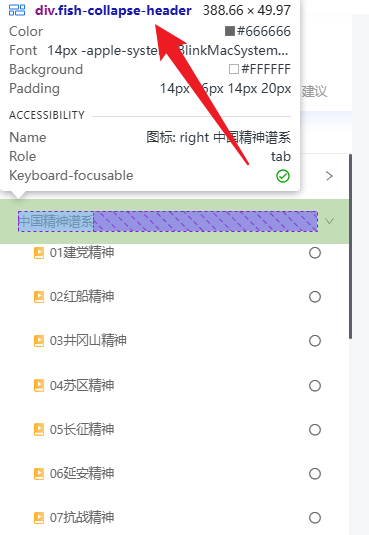 div.fish-collapse-header 388.66 × 49.97
Color #666666
Font 14px -apple-system, BlinkMacSystem...
Background #FFFFFF
Padding 14px 16px 14px 20px
建议
ACCESSIBILITY
Name 图标: right 中国精神谱系
Role tab
Keyboard-focusable
中国精神谱系
01建党精神
02红船精神
03井冈山精神
04苏区精神
05长征精神
06延安精神
07抗战精神